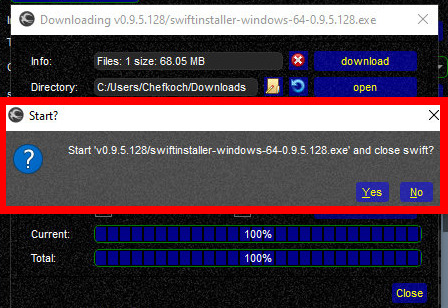 Downloading v0.9.5.128/swiftinstaller-windows-64-0.9.5.128.exe
Info:
Files: 1 size: 68.05 MB
download
Directory:
C:/Users/Chefkoch/Downloads
open
Start?
Start 'v0.9.5.128/swiftinstaller-windows-64-0.9.5.128.exe' and close swift?
Yes
No
Current:
100%
Total:
100%
Close